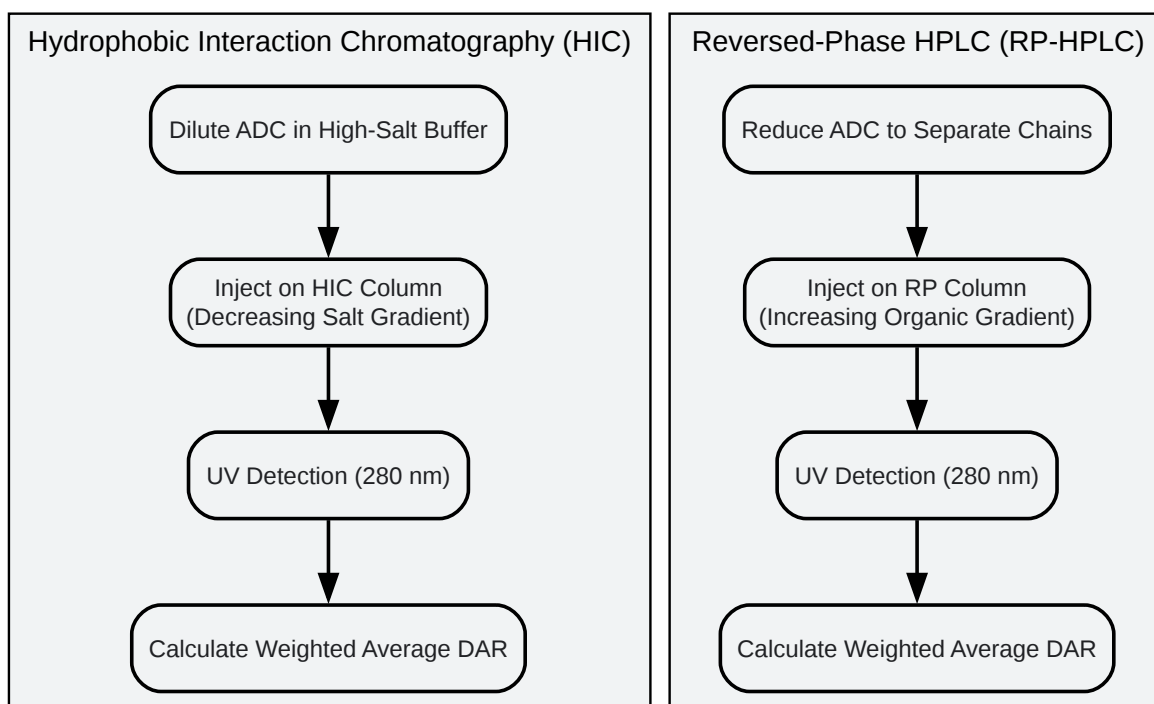 Hydrophobic Interaction Chromatography (HIC)
Dilute ADC in High-Salt Buffer
Inject on HIC Column
(Decreasing Salt Gradient)
UV Detection (280 nm)
Calculate Weighted Average DAR
Reversed-Phase HPLC (RP-HPLC)
Reduce ADC to Separate Chains
Inject on RP Column
(Increasing Organic Gradient)
UV Detection (280 nm)
Calculate Weighted Average DAR